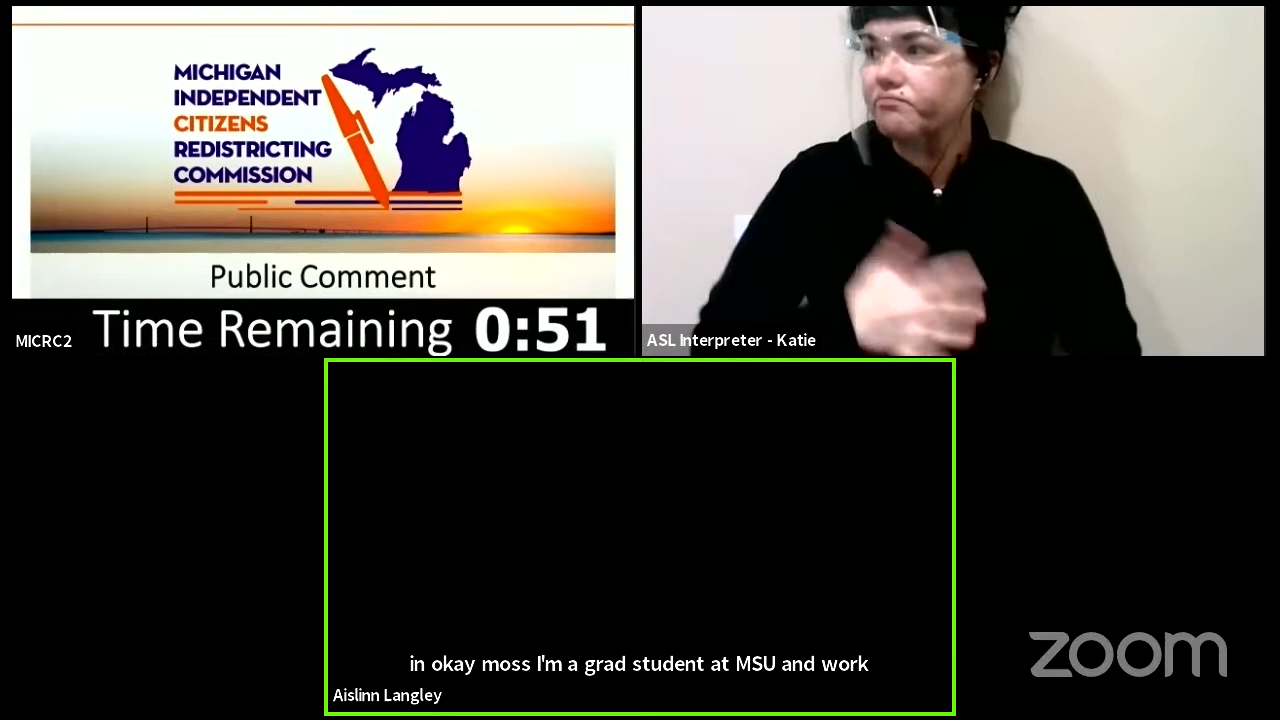 MICHIGAN
INDEPENDENT
CITIZENS
REDISTRICTING
COMMISSION
Public Comment
Time Remaining 0:51
MICRC2
ASL Interpreter - Katie
in okay moss I'm a grad student at MSU and work
Aislinn Langley
zoom